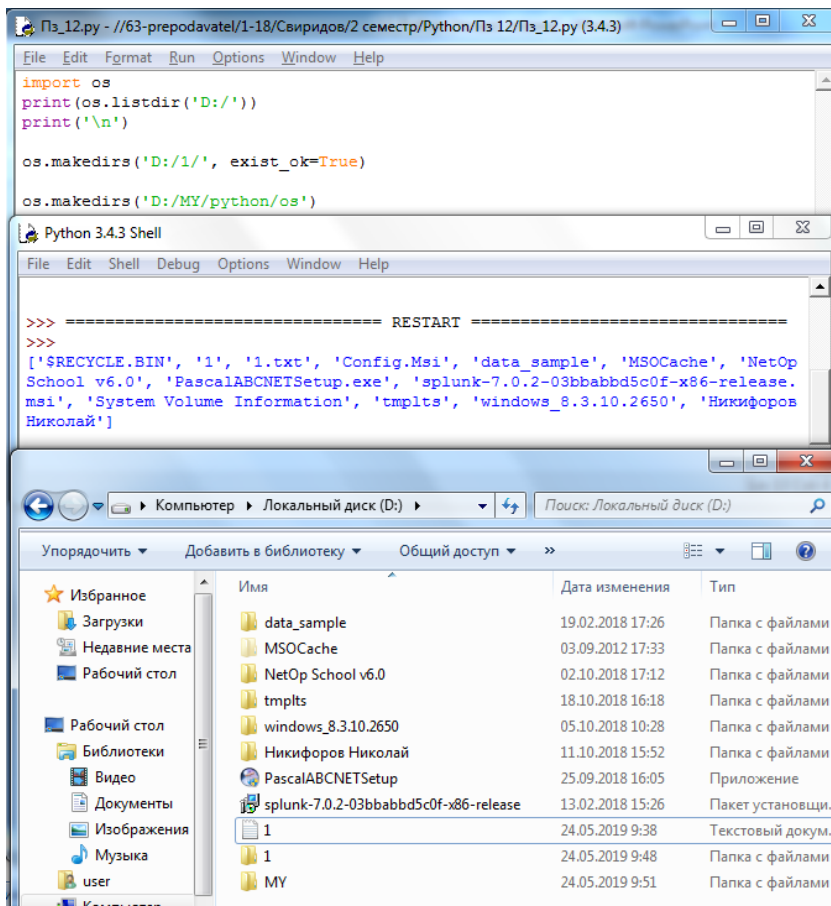 Пз_12.py - //63-prepodavatel/1-18/Свиридов/2 семестр/Python/Пз 12/Пз_12.py (3.4.3)
File Edit Format Run Options Window Help
import os
print(os.listdir('D:/'))
print('\n')
os.makedirs('D:/1/', exist_ok=True)
os.makedirs('D:/MY/python/os')
Python 3.4.3 Shell
File Edit Shell Debug Options Window Help
>>> ================================ RESTART ================================
>>>
['$RECYCLE.BIN', '1', '1.txt', 'Config.Msi', 'data_sample', 'MSOCache', 'NetOp
School v6.0', 'PascalABCNETSetup.exe', 'splunk-7.0.2-03bbabbd5c0f-x86-release.
msi', 'System Volume Information', 'tmplts', 'windows_8.3.10.2650', 'Никифоров
Николай']
Компьютер Локальный диск (D:) Поиск: Локальный диск (D:)
Упорядочить Добавить в библиотеку Общий доступ »
Избранное
Загрузки
Недавние места
Рабочий стол
Рабочий стол
Библиотеки
Видео
Документы
Изображения
Музыка
user
Компьютер
Имя Дата изменения Тип
data_sample 19.02.2018 17:26 Папка с файлами
MSOCache 03.09.2012 17:33 Папка с файлами
NetOp School v6.0 02.10.2018 17:12 Папка с файлами
tmplts 18.10.2018 16:18 Папка с файлами
windows_8.3.10.2650 05.10.2018 10:28 Папка с файлами
Никифоров Николай 11.10.2018 15:52 Папка с файлами
PascalABCNETSetup 25.09.2018 16:05 Приложение
splunk-7.0.2-03bbabbd5c0f-x86-release 13.02.2018 15:26 Пакет установщи.
1 24.05.2019 9:38 Текстовый докум.
1 24.05.2019 9:48 Папка с файлами
MY 24.05.2019 9:51 Папка с файлами